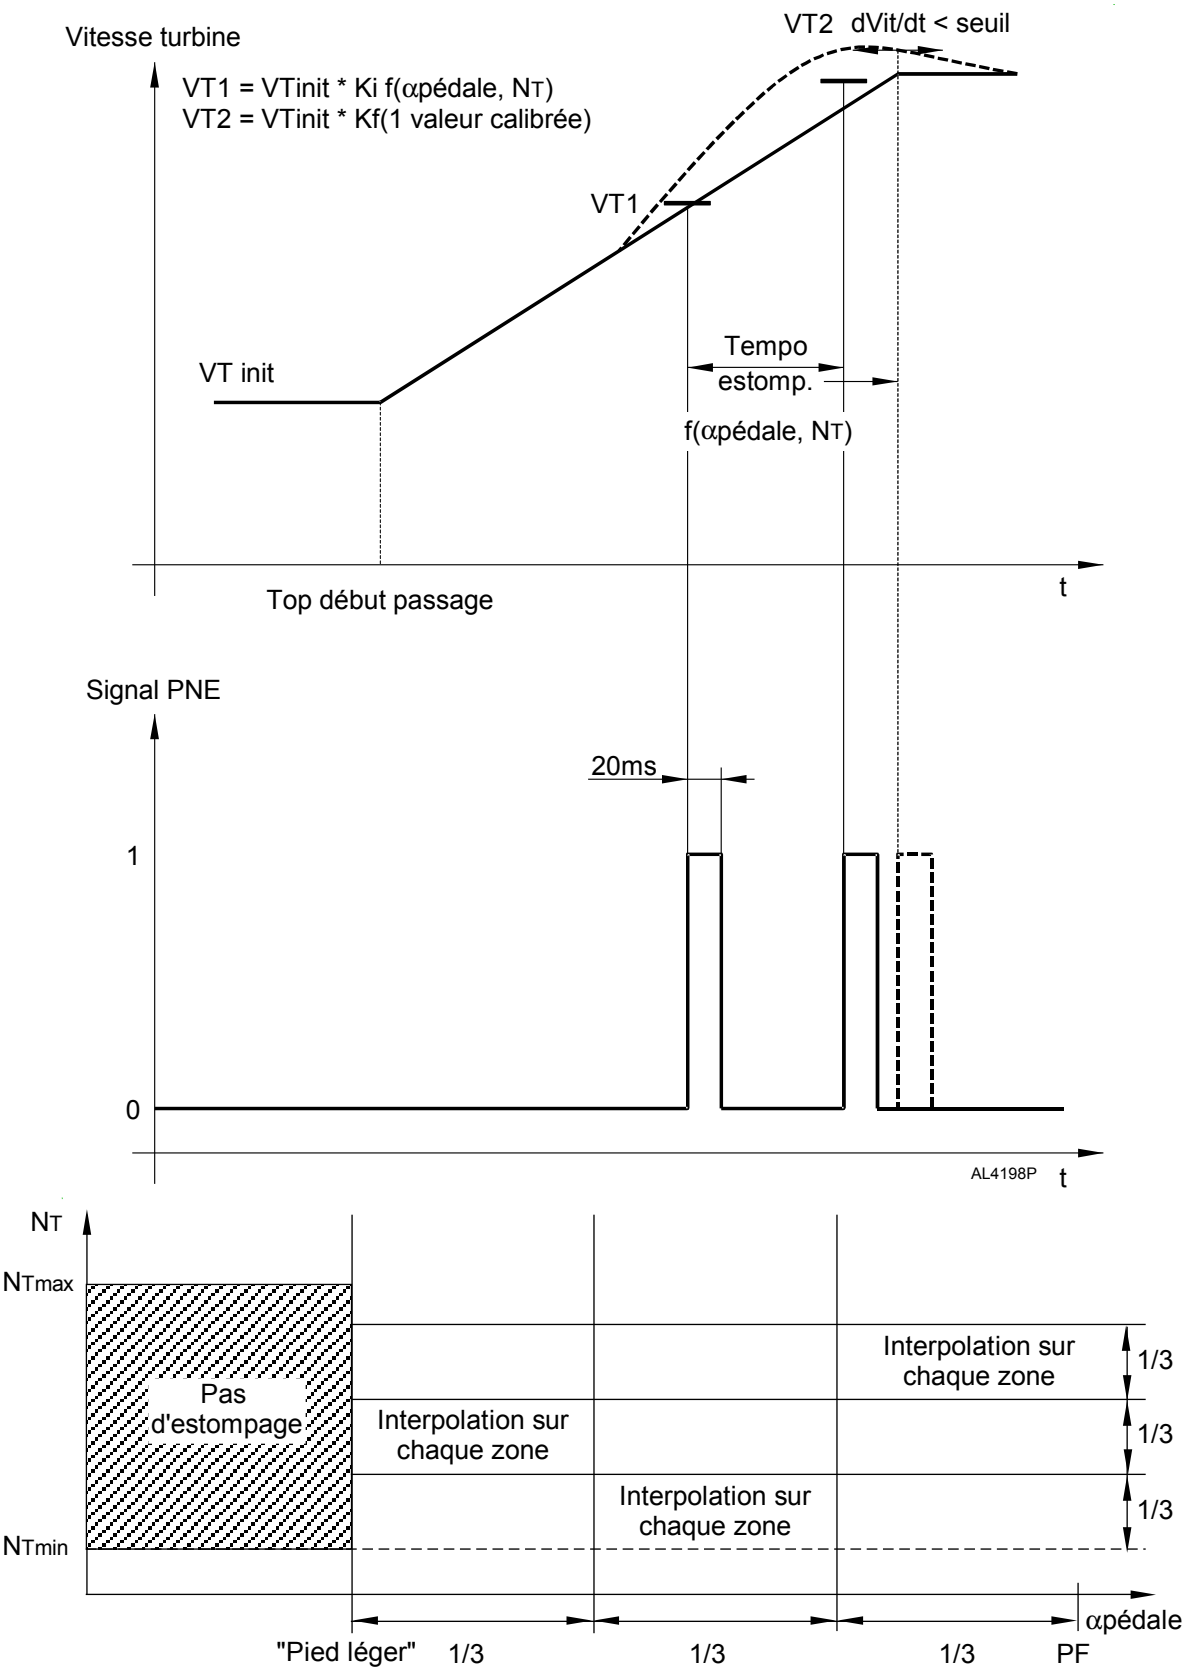 VT2 dVit/dt < seuil
Vitesse turbine
VT1 = VTinit * Ki f(αpédale, NT)
VT2 = VTinit * Kf(1 valeur calibrée)
VT1
Tempo
estomp.
VT init
f(αpédale, NT)
t
Top début passage
Signal PNE
20ms
1
0
AL4198P
t
NT
NTmax
Interpolation sur
chaque zone
1/3
Pas
d'estompage
Interpolation sur
chaque zone
1/3
Interpolation sur
chaque zone
1/3
NTmin
αpédale
"Pied léger" 1/3 1/3 1/3 PF